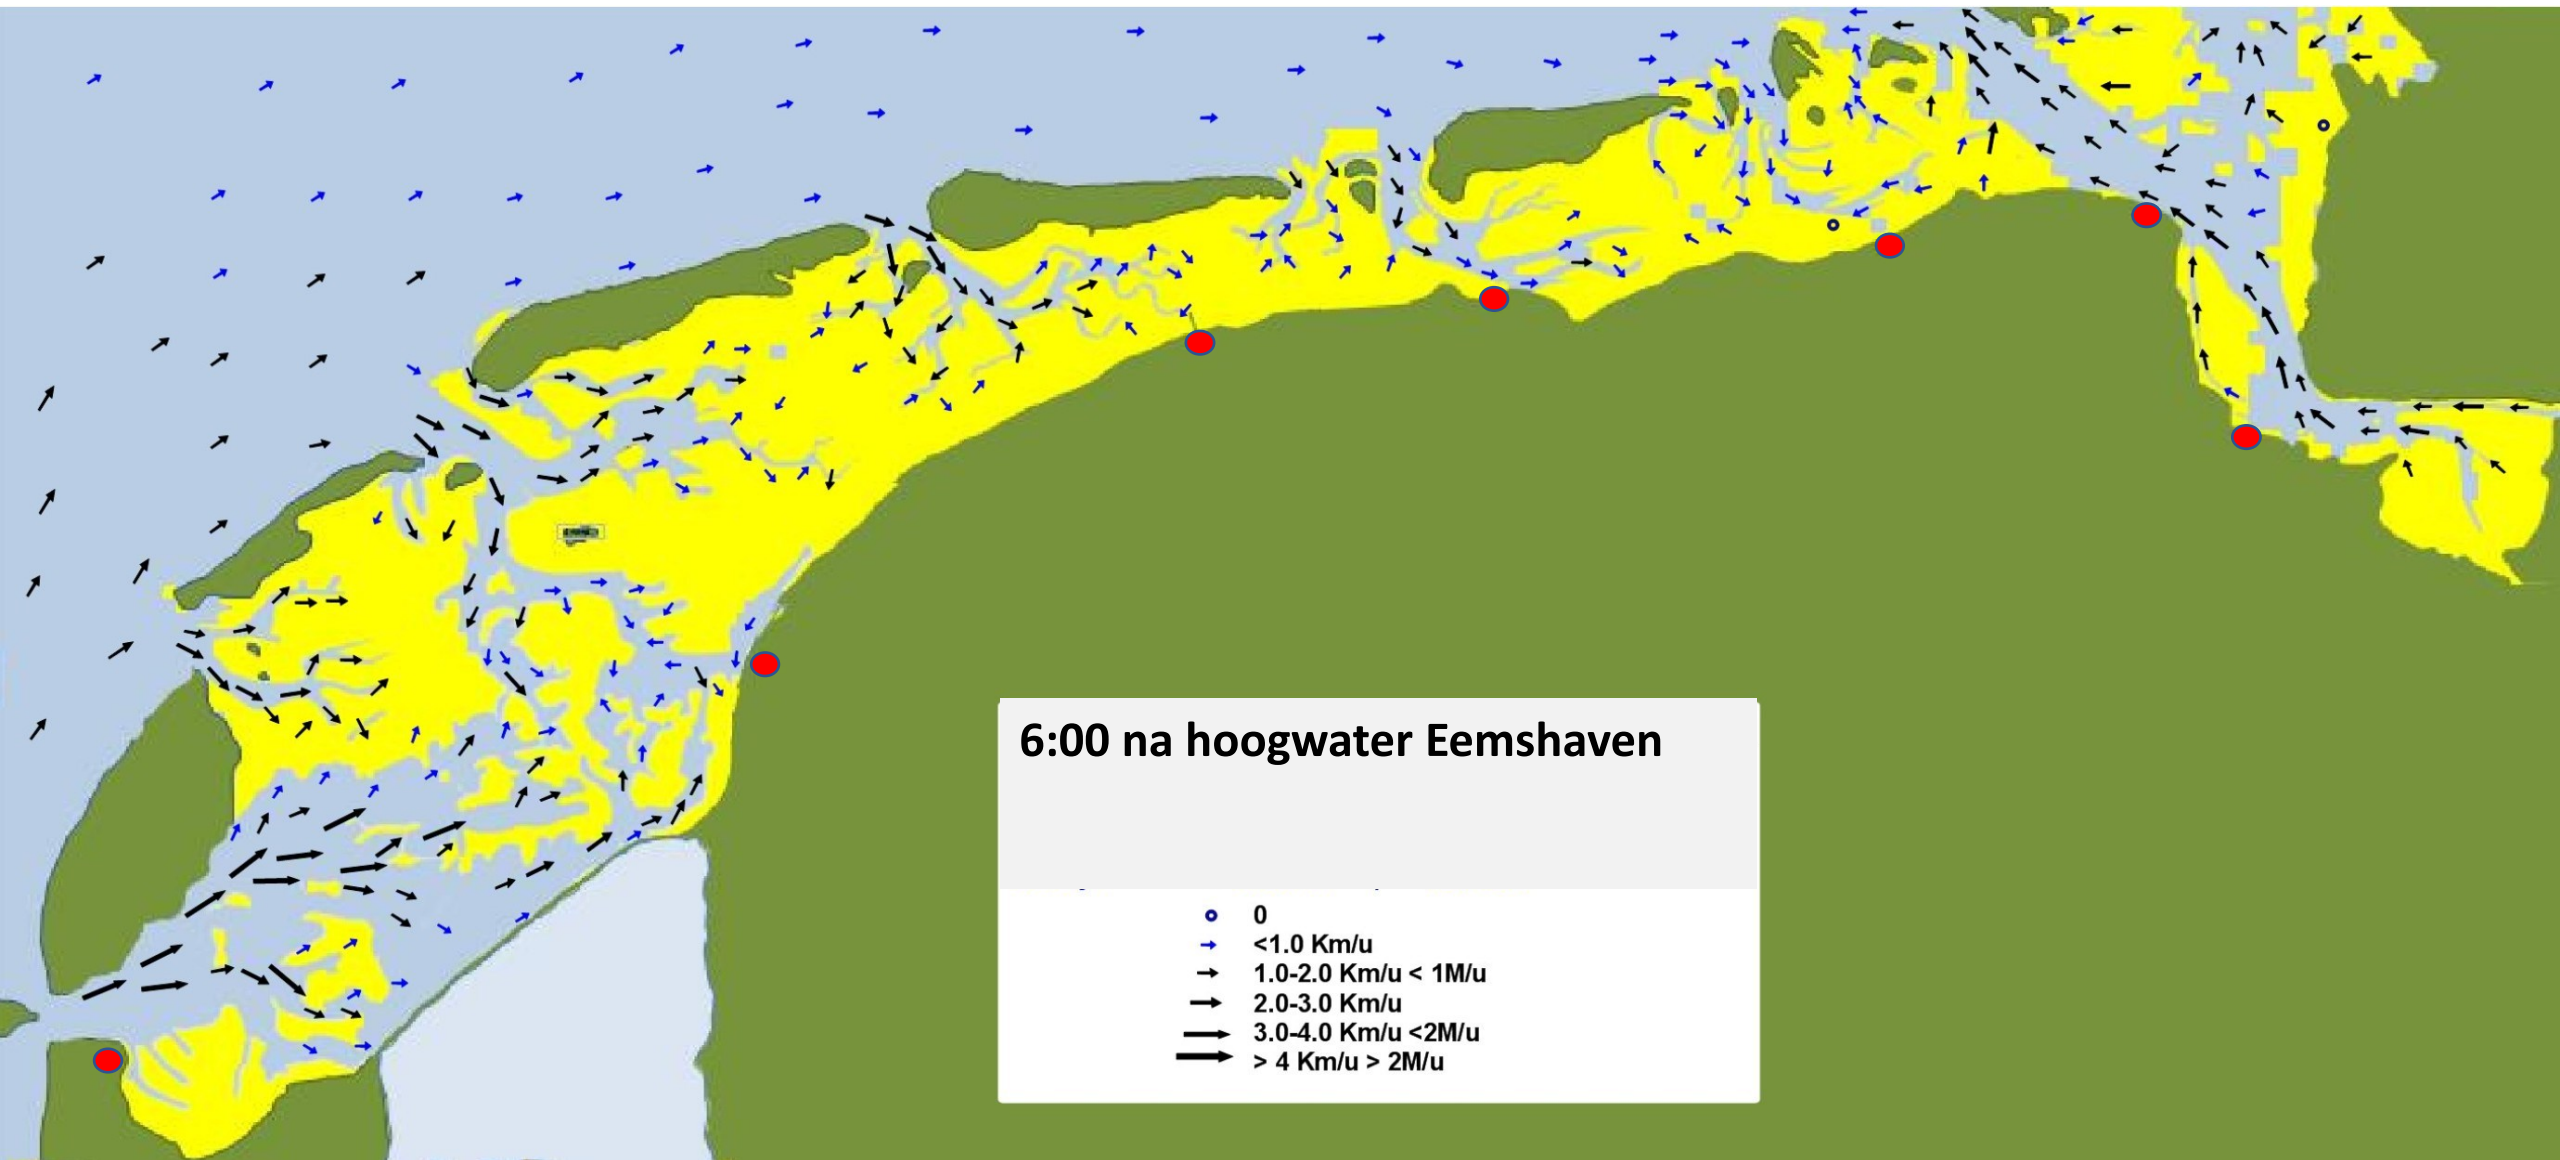 6:00 na hoogwater Eemshaven
0
<1.0 Km/u
1.0-2.0 Km/u < 1M/u
2.0-3.0 Km/u
3.0-4.0 Km/u <2M/u
> 4 Km/u > 2M/u